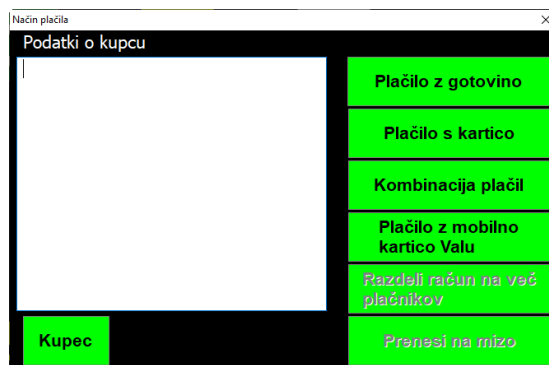 Način plačila
Podatki o kupcu
Plačilo z gotovino
Plačilo s kartico
Kombinacija plačil
Plačilo z mobilno
kartico Valu
Razdeli račun na več
plačnikov
Kupec
Prenesi na mizo